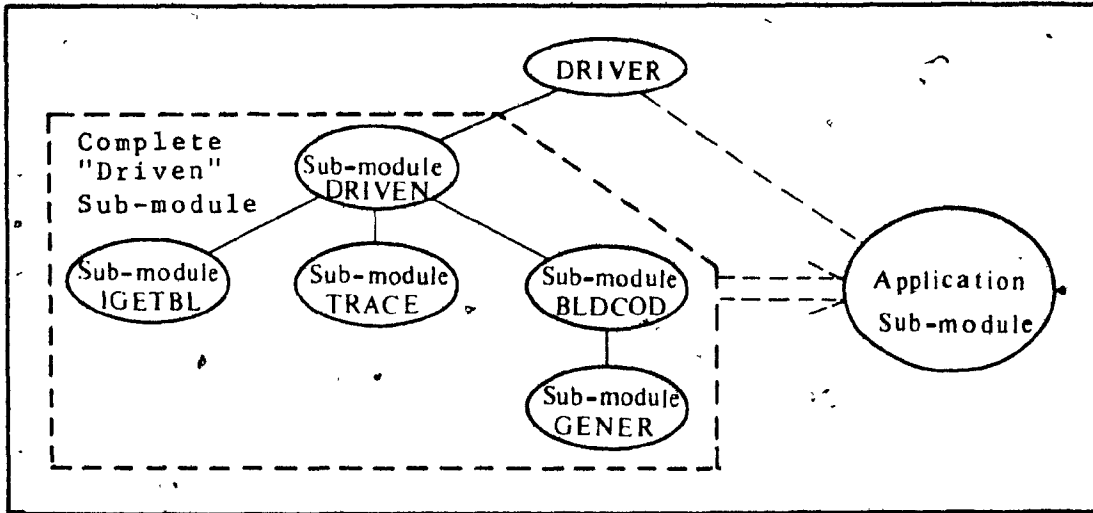 DRIVER
Complete
"Driven"
Sub-module
Sub-module
DRIVEN
Sub-module
IGETBL
Sub-module
TRACE
Sub-module
BLDCOD
Sub-module
GENER
Application
Sub-module